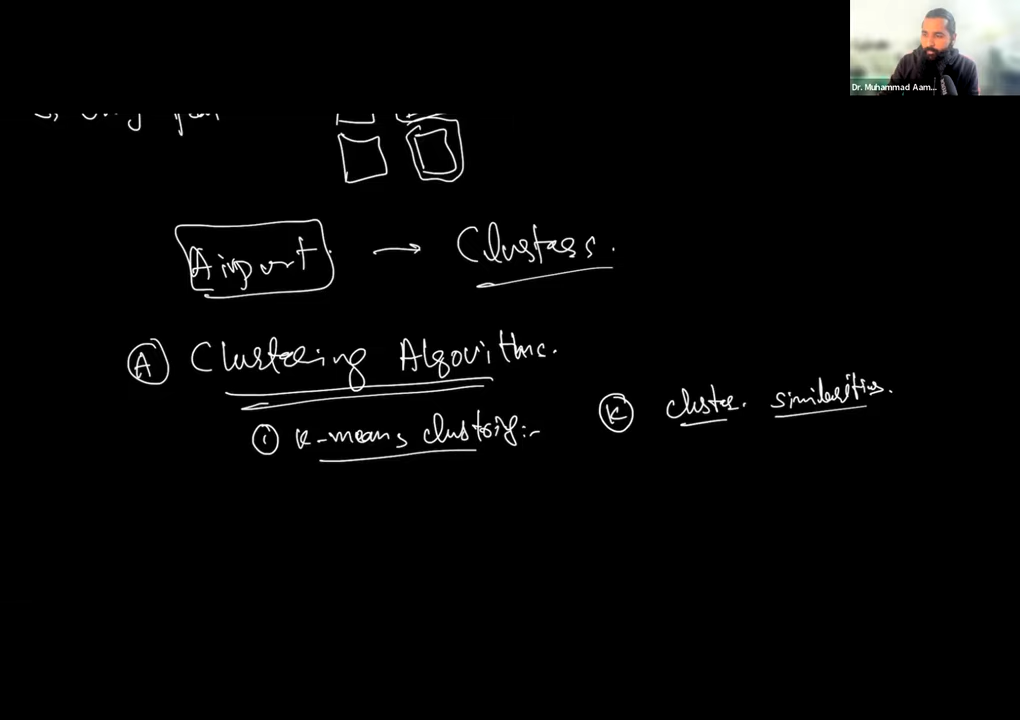 Dr. Muhammad Aam...
Airport → Clusters.
A Clustering Algorithms.
K cluster. similarities.
1 K-means clustering:-